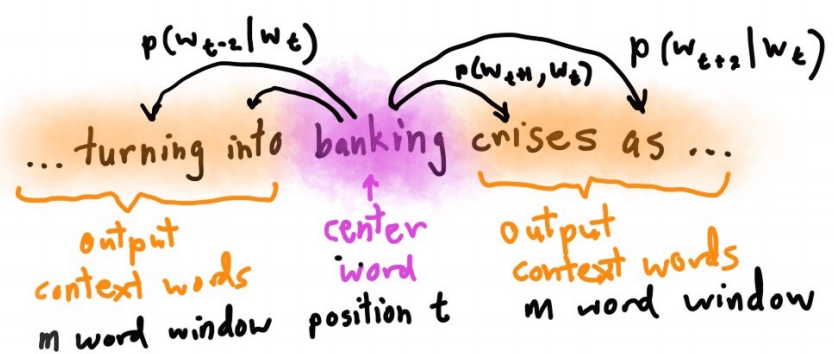 p(w_{t-2}|w_t)
p(w_{t+1}, w_t)
p(w_{t+2}|w_t)
... turning into banking crises as ...
output
context words
m word window
center
word
position t
output
context words
m word window